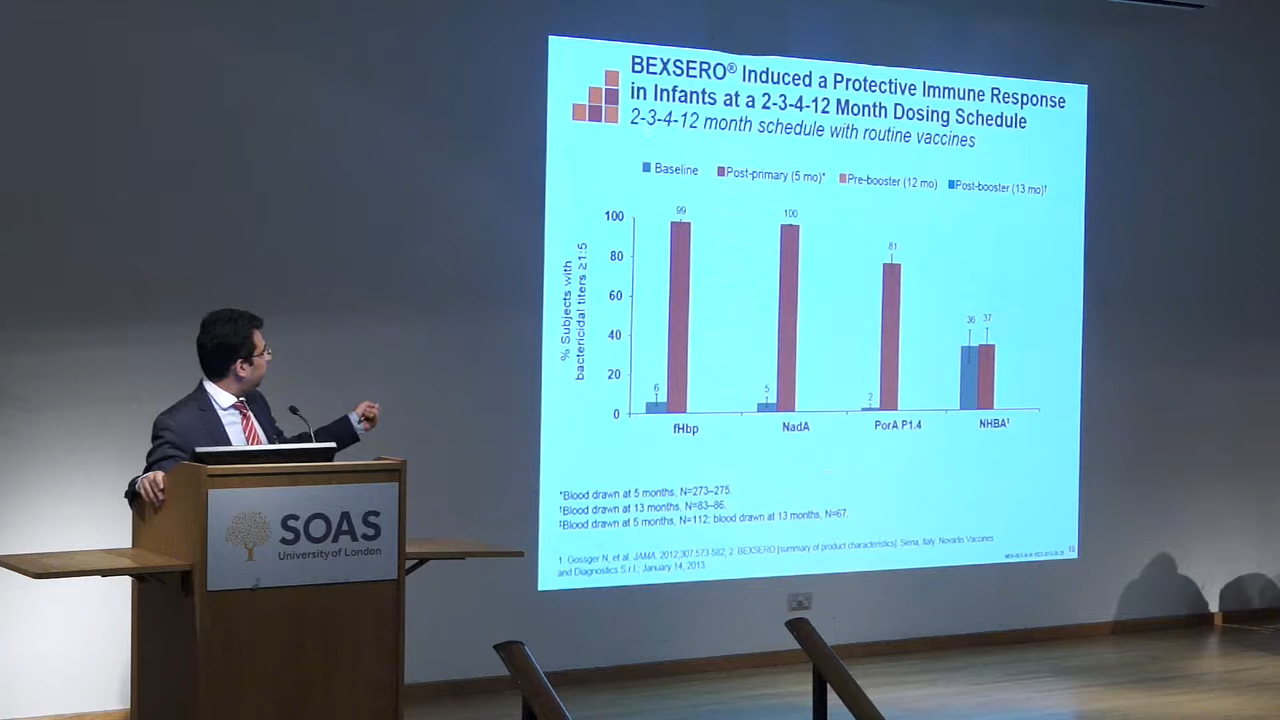 BEXSERO® Induced a Protective Immune Response
in Infants at a 2-3-4-12 Month Dosing Schedule
2-3-4-12 month schedule with routine vaccines
Baseline
Post-primary (5 mo)*
Pre-booster (12 mo)
Post-booster (13 mo)†
% Subjects with
bactericidal titers ≥1:5
100
80
60
40
20
0
6
99
5
100
2
81
36
37
fHbp
NadA
PorA P1.4
NHBA‡
*Blood drawn at 5 months, N=273–275.
†Blood drawn at 13 months, N=83–86.
‡Blood drawn at 5 months, N=112; blood drawn at 13 months, N=67.
1. Gossger N, et al. JAMA. 2012;307:573-582; 2. BEXSERO [summary of product characteristics]. Siena, Italy: Novartis Vaccines
and Diagnostics S.r.l.; January 14, 2013.
19
SOAS
University of London